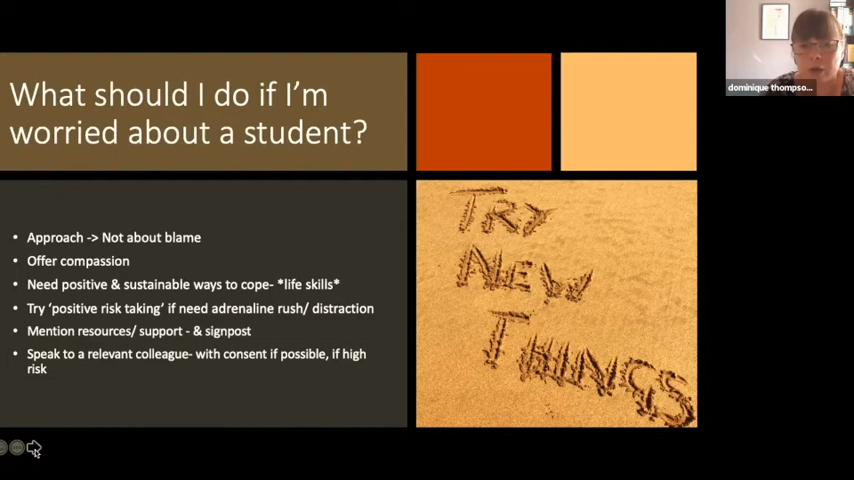 dominique thompso...
What should I do if I'm
worried about a student?
• Approach -> Not about blame
• Offer compassion
• Need positive & sustainable ways to cope- *life skills*
• Try 'positive risk taking' if need adrenaline rush/ distraction
• Mention resources/ support - & signpost
• Speak to a relevant colleague- with consent if possible, if high
risk
TRY
NEW
THINGS